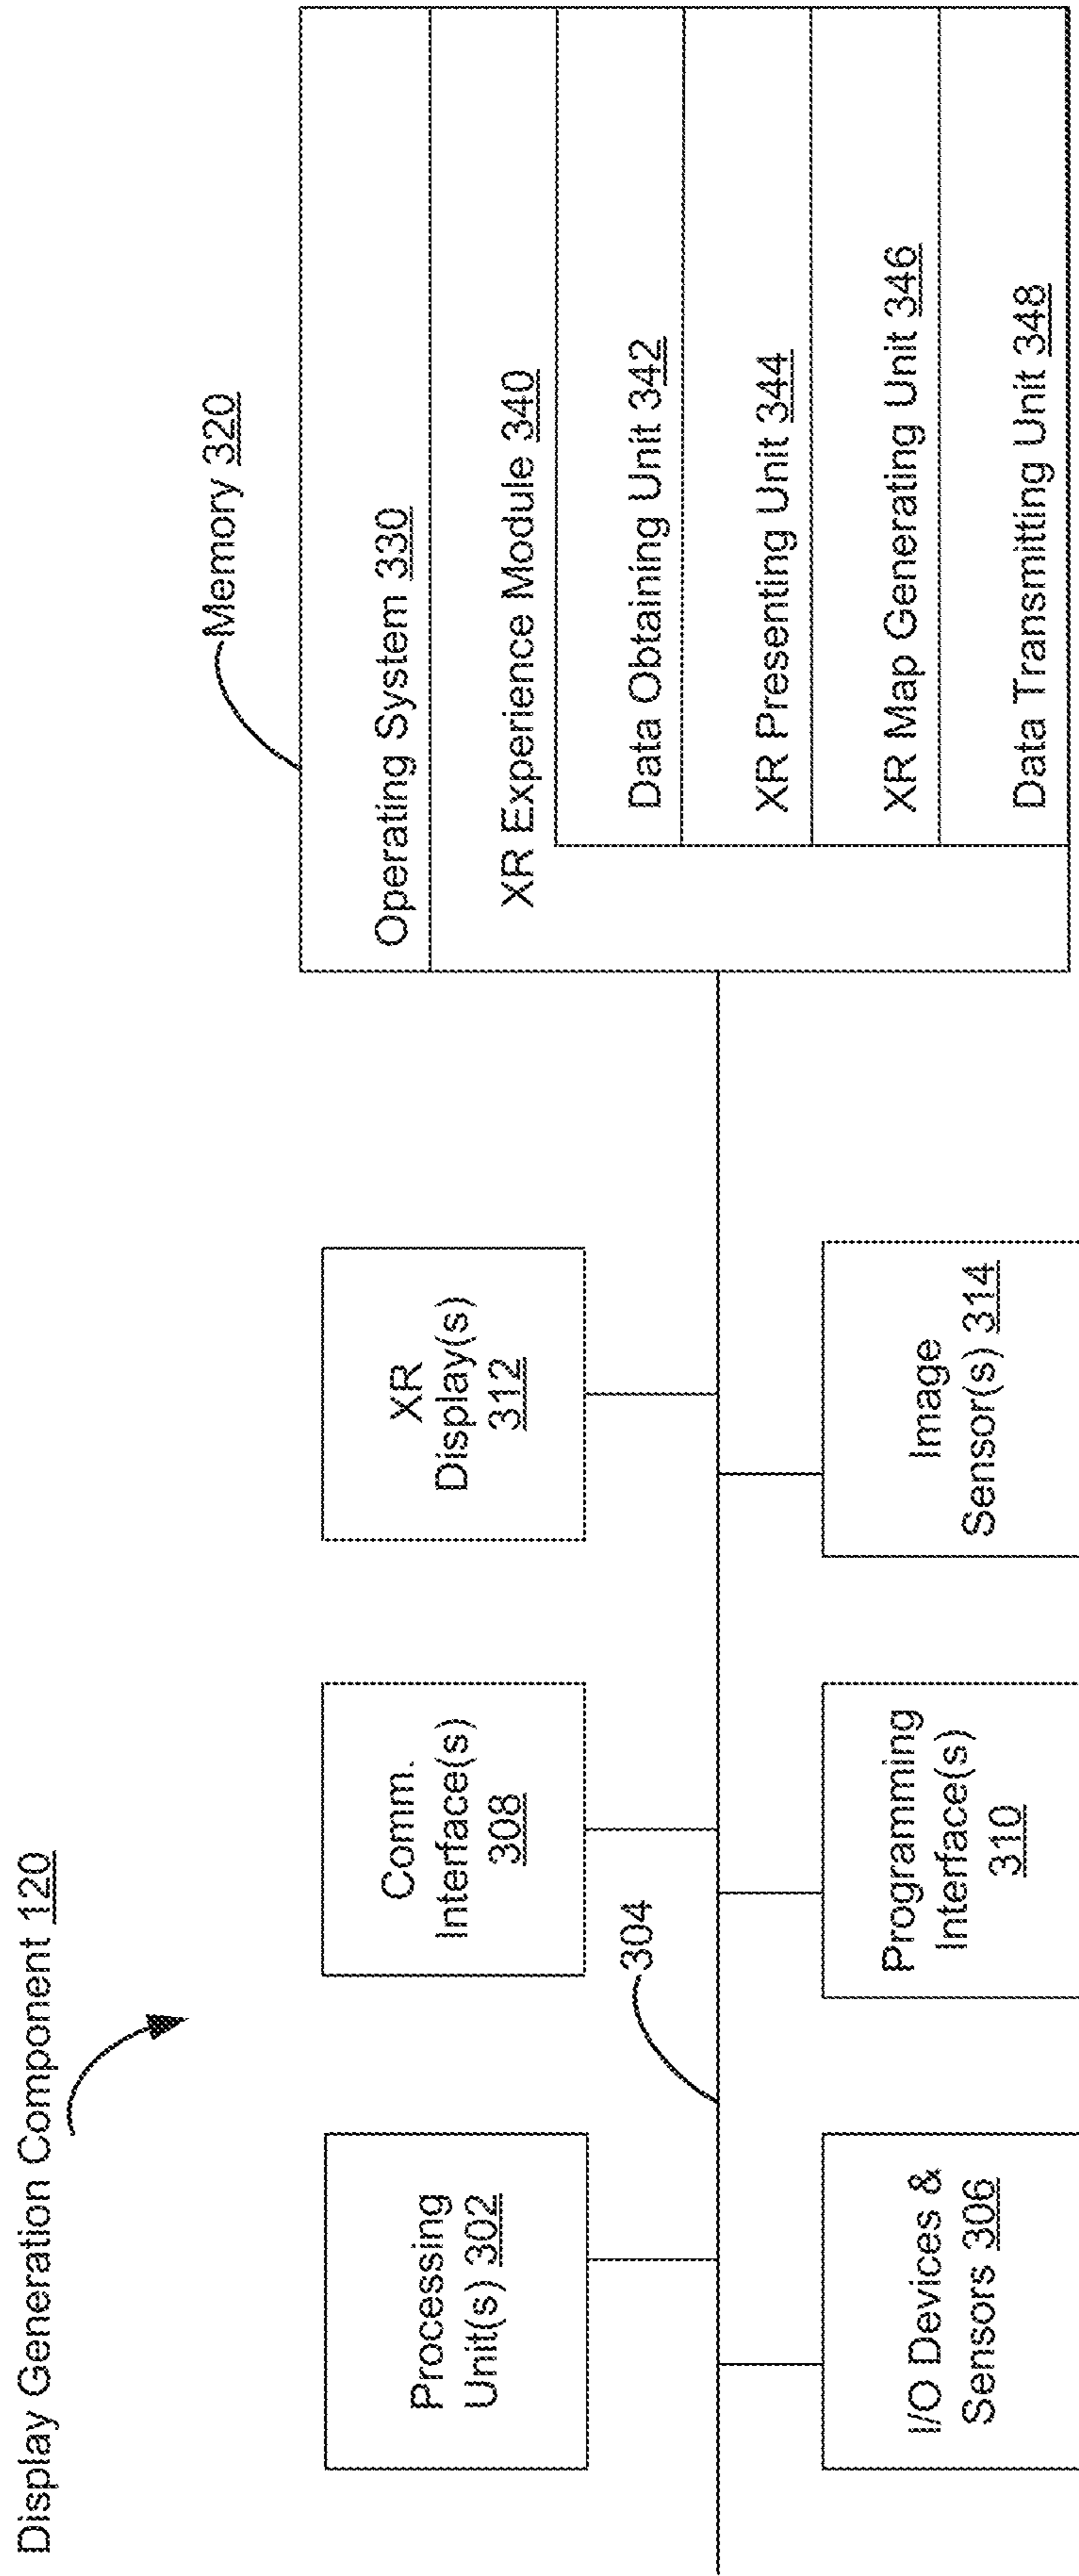 Display Generation Component 120
Processing
Unit(s) 302
Comm.
Interface(s)
308
XR
Display(s)
312
304
I/O Devices &
Sensors 306
Programming
Interface(s)
310
Image
Sensor(s) 314
Memory 320
Operating System 330
XR Experience Module 340
Data Obtaining Unit 342
XR Presenting Unit 344
XR Map Generating Unit 346
Data Transmitting Unit 348